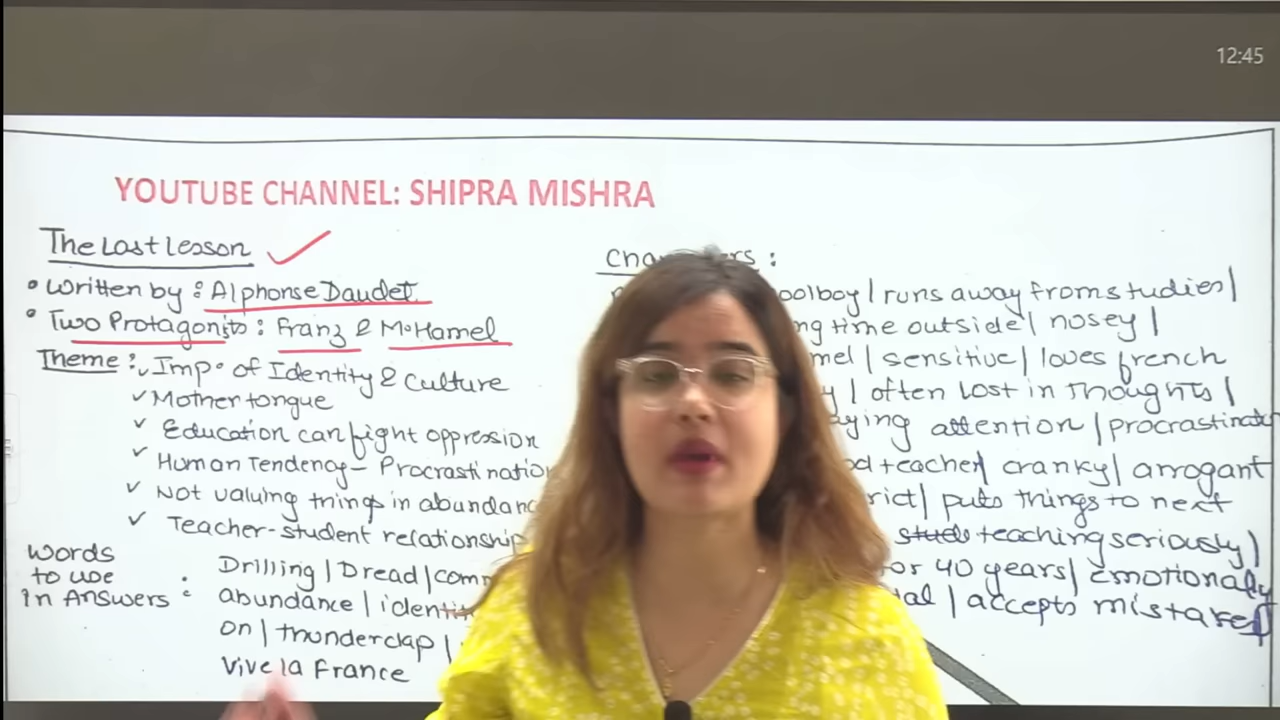 12:45
YOUTUBE CHANNEL: SHIPRA MISHRA
The Last lesson
• Written by: Alphonse Daudet
• Two Protagonists: Franz & M. Hamel
Theme: Imp. of Identity & Culture
Mother tongue
Education can fight oppression
Human Tendency – Procrastination
Not valuing things in abundance
Teacher-student relationship
Words to use in Answers:
Drilling | Dread |
abundance |
on | thunderclap |
Vive la France
:
| runs away from studies |
time outside | nosey |
| sensitive | loves french
| often lost in thoughts |
attention |
teacher | cranky | arrogant
| puts things to next
teaching seriously |
40 years | Emotionally
| accepts mistakes |